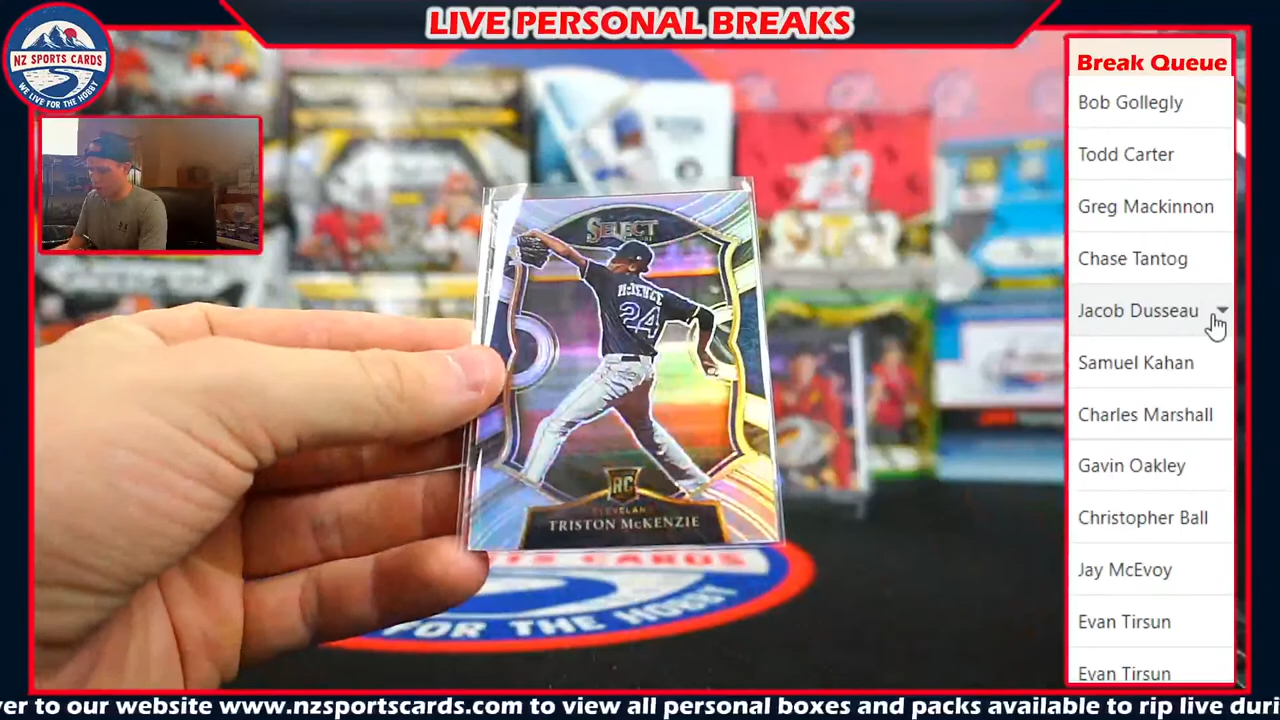 LIVE PERSONAL BREAKS
NZ SPORTS CARDS
WE LIVE FOR THE HOBBY
Break Queue
Bob Gollegly
Todd Carter
Greg Mackinnon
Chase Tantog
Jacob Dusseau
Samuel Kahan
Charles Marshall
Gavin Oakley
Christopher Ball
Jay McEvoy
Evan Tirsun
Evan Tirsun
SELECT
McKENZIE
24
RC
CLEVELAND
TRISTON McKENZIE
SPORTS CARDS
FOR THE HOBBY
ver to our website www.nzsportscards.com to view all personal boxes and packs available to rip live duri